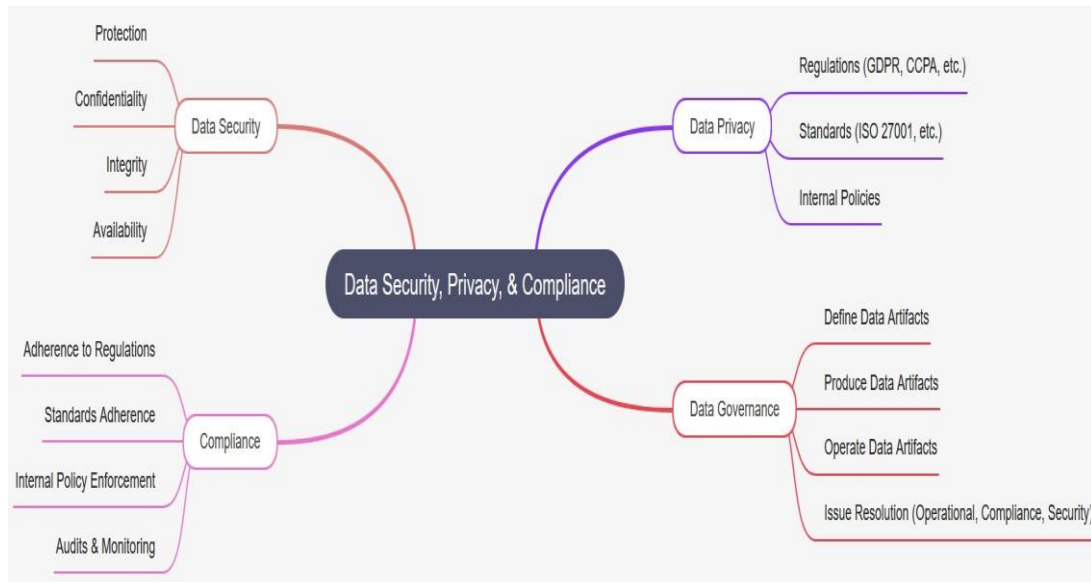 Protection
Confidentiality
Integrity
Availability
Data Security
Regulations (GDPR, CCPA, etc.)
Standards (ISO 27001, etc.)
Internal Policies
Data Privacy
Data Security, Privacy, & Compliance
Adherence to Regulations
Standards Adherence
Internal Policy Enforcement
Audits & Monitoring
Compliance
Define Data Artifacts
Produce Data Artifacts
Operate Data Artifacts
Issue Resolution (Operational, Compliance, Security)
Data Governance